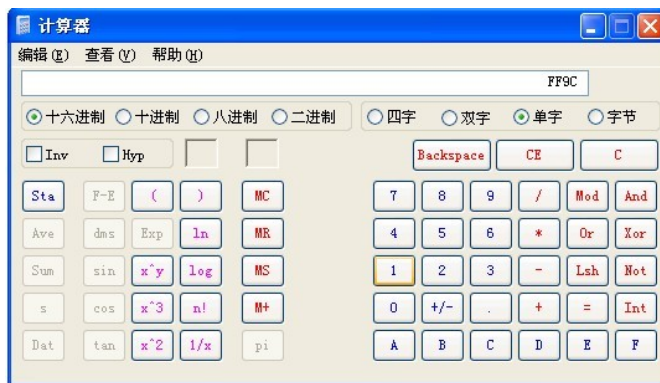 计算器
编辑(E) 查看(V) 帮助(H)
FF9C
十六进制 十进制 八进制 二进制 四字 双字 单字 字节
Inv Hyp Backspace CE C
Sta F-E ( ) MC 7 8 9 / Mod And
Ave dms Exp ln MR 4 5 6 * Or Xor
Sum sin x^y log MS 1 2 3 - Lsh Not
s cos x^3 n! M+ 0 +/- . + = Int
Dat tan x^2 1/x pi A B C D E F